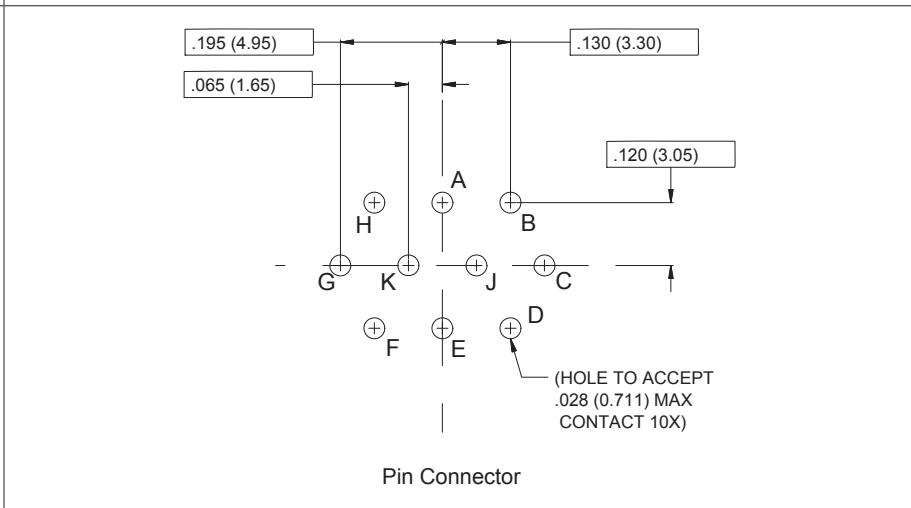 .195 (4.95)
.130 (3.30)
.065 (1.65)
.120 (3.05)
A
H
B
G
K
J
C
F
E
D
(HOLE TO ACCEPT
.028 (0.711) MAX
CONTACT 10X)
Pin Connector